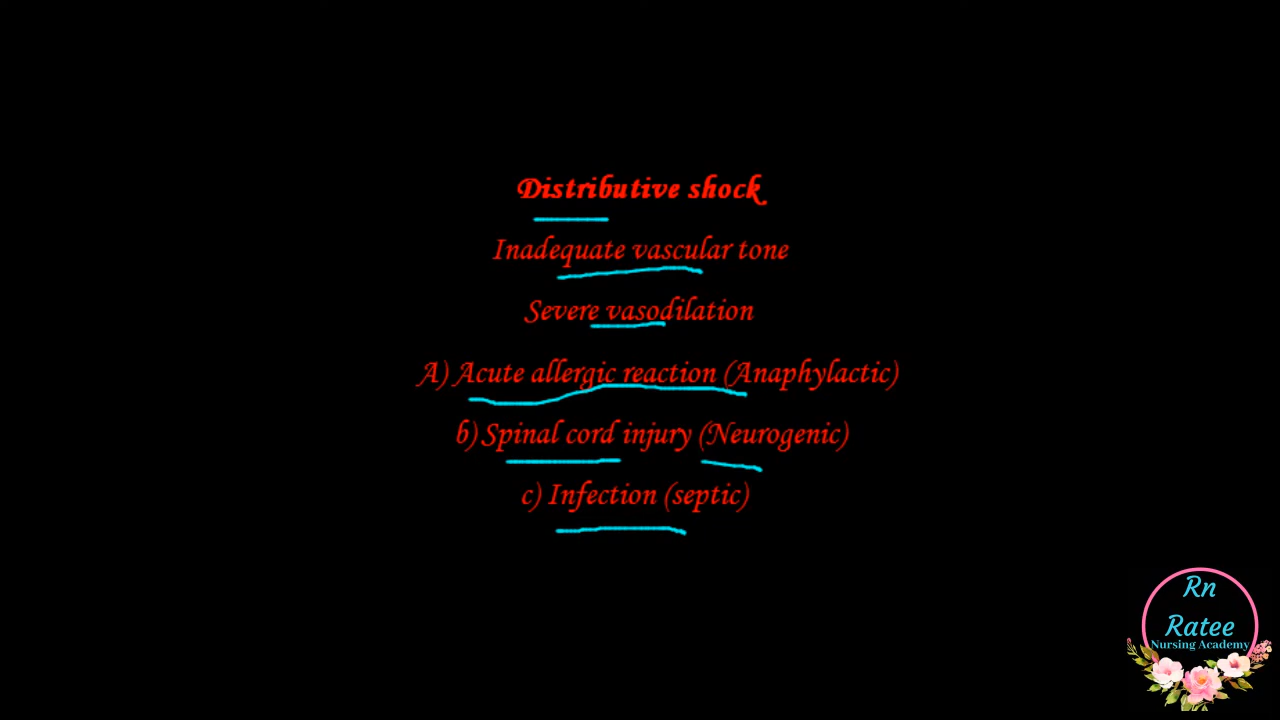 Distributive shock
Inadequate vascular tone
Severe vasodilation
A) Acute allergic reaction (Anaphylactic)
b) Spinal cord injury (Neurogenic)
c) Infection (septic)
Rn
Ratee
Nursing Academy